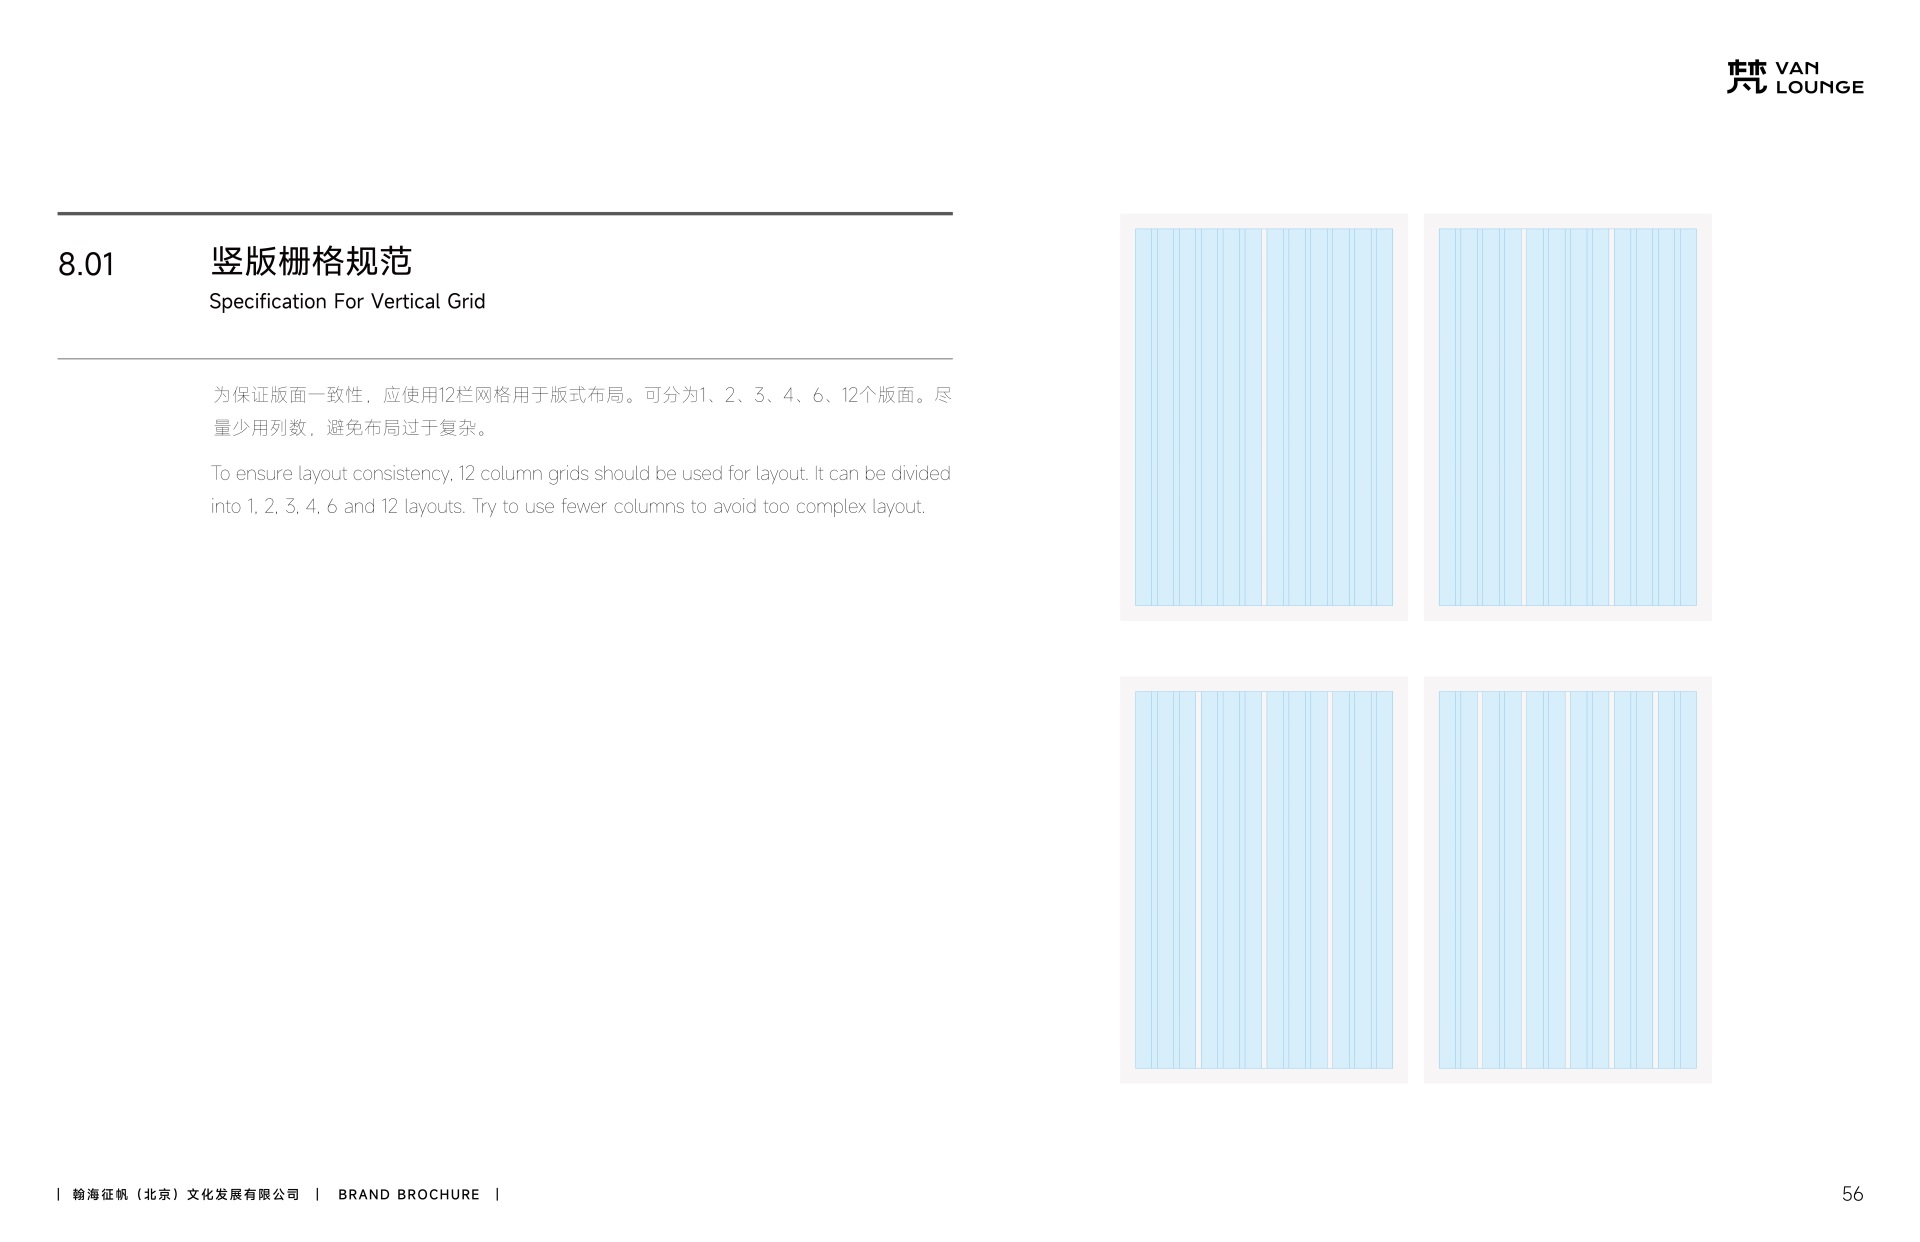 梵 VAN
LOUNGE
8.01
竖版栅格规范
Specification For Vertical Grid
为保证版面一致性，应使用12栏网格用于版式布局。可分为1、2、3、4、6、12个版面。尽
量少用列数，避免布局过于复杂。
To ensure layout consistency, 12 column grids should be used for layout. It can be divided
into 1, 2, 3, 4, 6 and 12 layouts. Try to use fewer columns to avoid too complex layout.
| 翰海征帆（北京）文化发展有限公司 | BRAND BROCHURE |
56